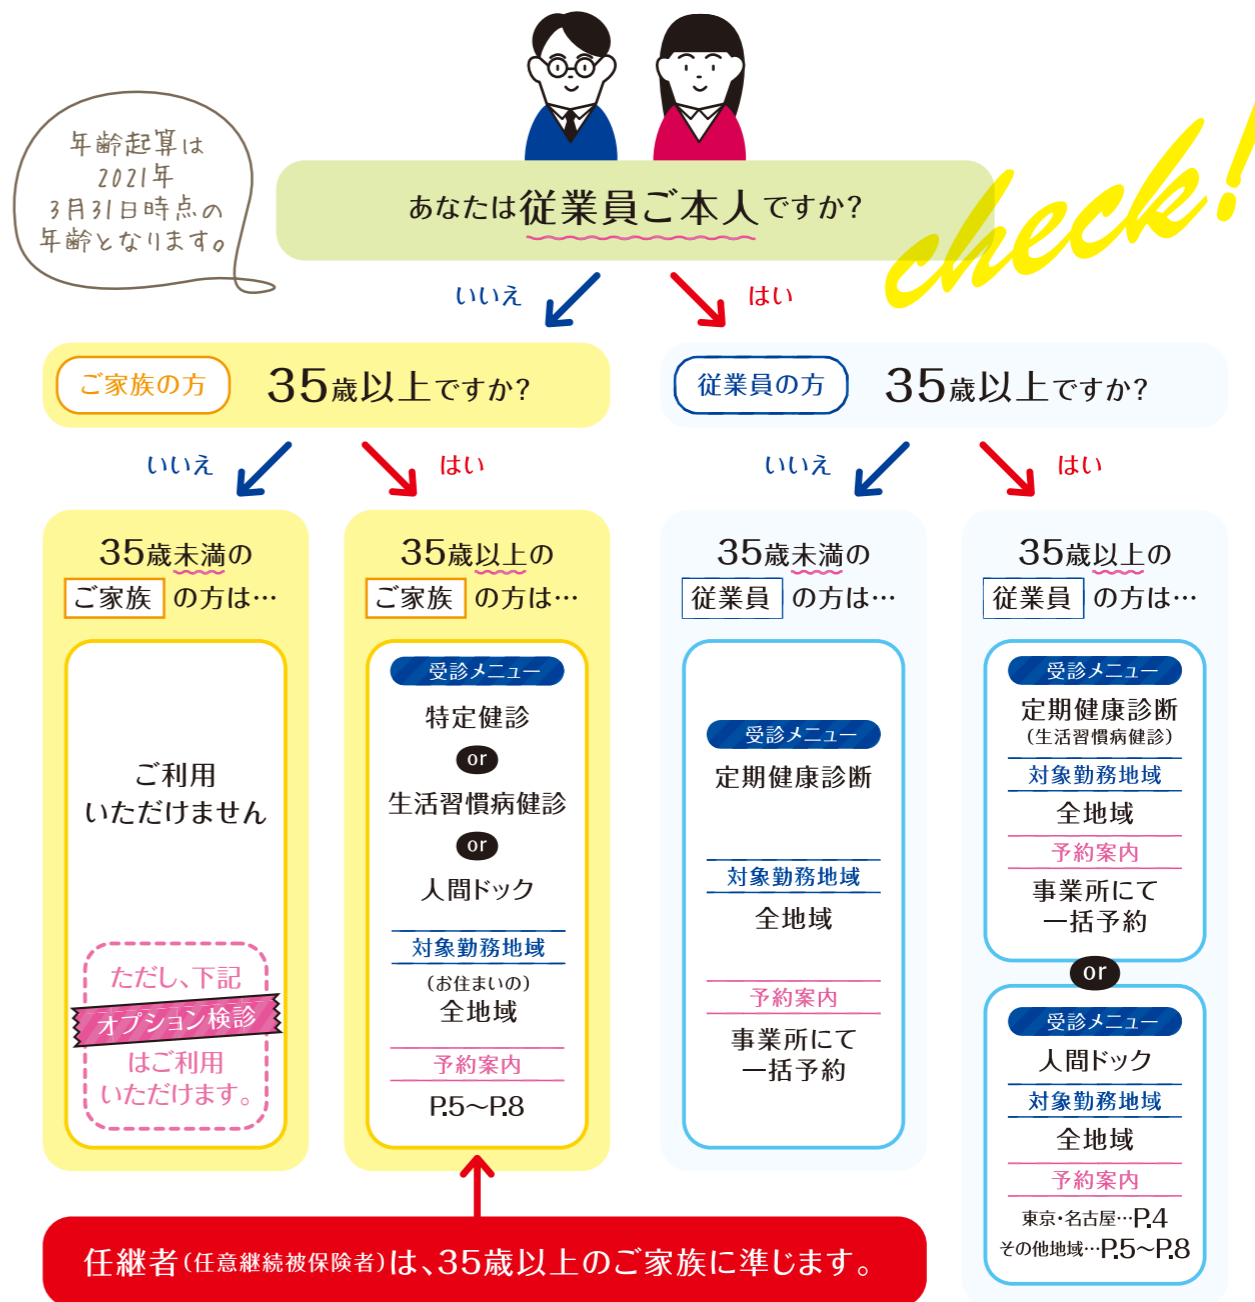 年齢起算は
2021年
3月31日時点の
年齢となります。
check!
あなたは従業員ご本人ですか?
いいえ
はい
ご家族の方 35歳以上ですか?
いいえ
はい
従業員の方 35歳以上ですか?
いいえ
はい
35歳未満の
ご家族 の方は…
ご利用
いただけません
ただし、下記
オプション検診
はご利用
いただけます。
35歳以上の
ご家族 の方は…
受診メニュー
特定健診
or
生活習慣病健診
or
人間ドック
対象勤務地域
(お住まいの)
全地域
予約案内
P.5〜P.8
35歳未満の
従業員 の方は…
受診メニュー
定期健康診断
対象勤務地域
全地域
予約案内
事業所にて
一括予約
35歳以上の
従業員 の方は…
受診メニュー
定期健康診断
(生活習慣病健診)
対象勤務地域
全地域
予約案内
事業所にて
一括予約
or
受診メニュー
人間ドック
対象勤務地域
全地域
予約案内
東京・名古屋…P.4
その他地域…P.5〜P.8
任継者(任意継続被保険者)は、35歳以上のご家族に準じます。